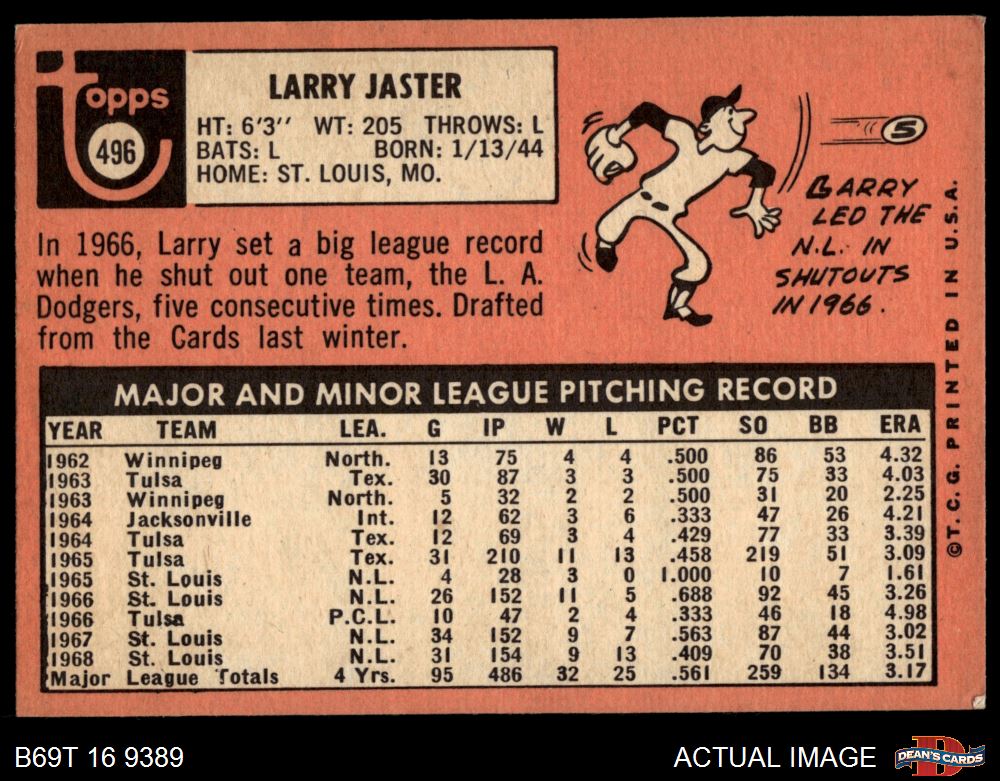 Topps
496
LARRY JASTER
HT: 6'3" WT: 205 THROWS: L
BATS: L BORN: 1/13/44
HOME: ST. LOUIS, MO.
In 1966, Larry set a big league record
when he shut out one team, the L. A.
Dodgers, five consecutive times. Drafted
from the Cards last winter.
5
LARRY
LED THE
N.L. IN
SHUTOUTS
IN 1966.
©T. C. G. PRINTED IN U.S.A.
MAJOR AND MINOR LEAGUE PITCHING RECORD
YEAR TEAM LEA. G IP W L PCT SO BB ERA
1962 Winnipeg North. 13 75 4 4 .500 86 53 4.32
1963 Tulsa Tex. 30 87 3 3 .500 75 33 4.03
1963 Winnipeg North. 5 32 2 2 .500 31 20 2.25
1964 Jacksonville Int. 12 62 3 6 .333 47 26 4.21
1964 Tulsa Tex. 12 69 3 4 .429 77 33 3.39
1965 Tulsa Tex. 31 210 11 13 .458 219 51 3.09
1965 St. Louis N.L. 4 28 3 0 1.000 10 7 1.61
1966 St. Louis N.L. 26 152 11 5 .688 92 45 3.26
1966 Tulsa P.C.L. 10 47 2 4 .333 46 18 4.98
1967 St. Louis N.L. 34 152 9 7 .563 87 44 3.02
1968 St. Louis N.L. 31 154 9 13 .409 70 38 3.51
Major League Totals 4 Yrs. 95 486 32 25 .561 259 134 3.17
B69T 16 9389
ACTUAL IMAGE
D
DEAN'S CARDS